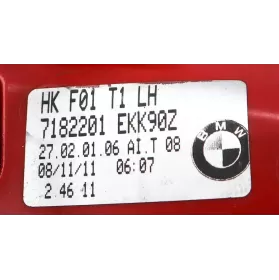 HK F01 T1 LH
7182201 EKK90Z
27.02.01.06 AI.T 08
08/11/11 06:07
2 46 11
BMW